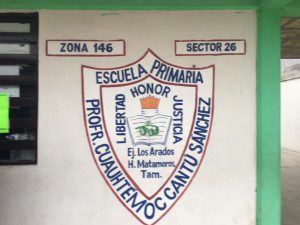 ZONA 146
SECTOR 26
ESCUELA PRIMARIA
HONOR
LIBERTAD
JUSTICIA
PROFR. CUAUHTEMOC CANTU SANCHEZ
Ej. Los Arados
H. Matamoros,
Tam.